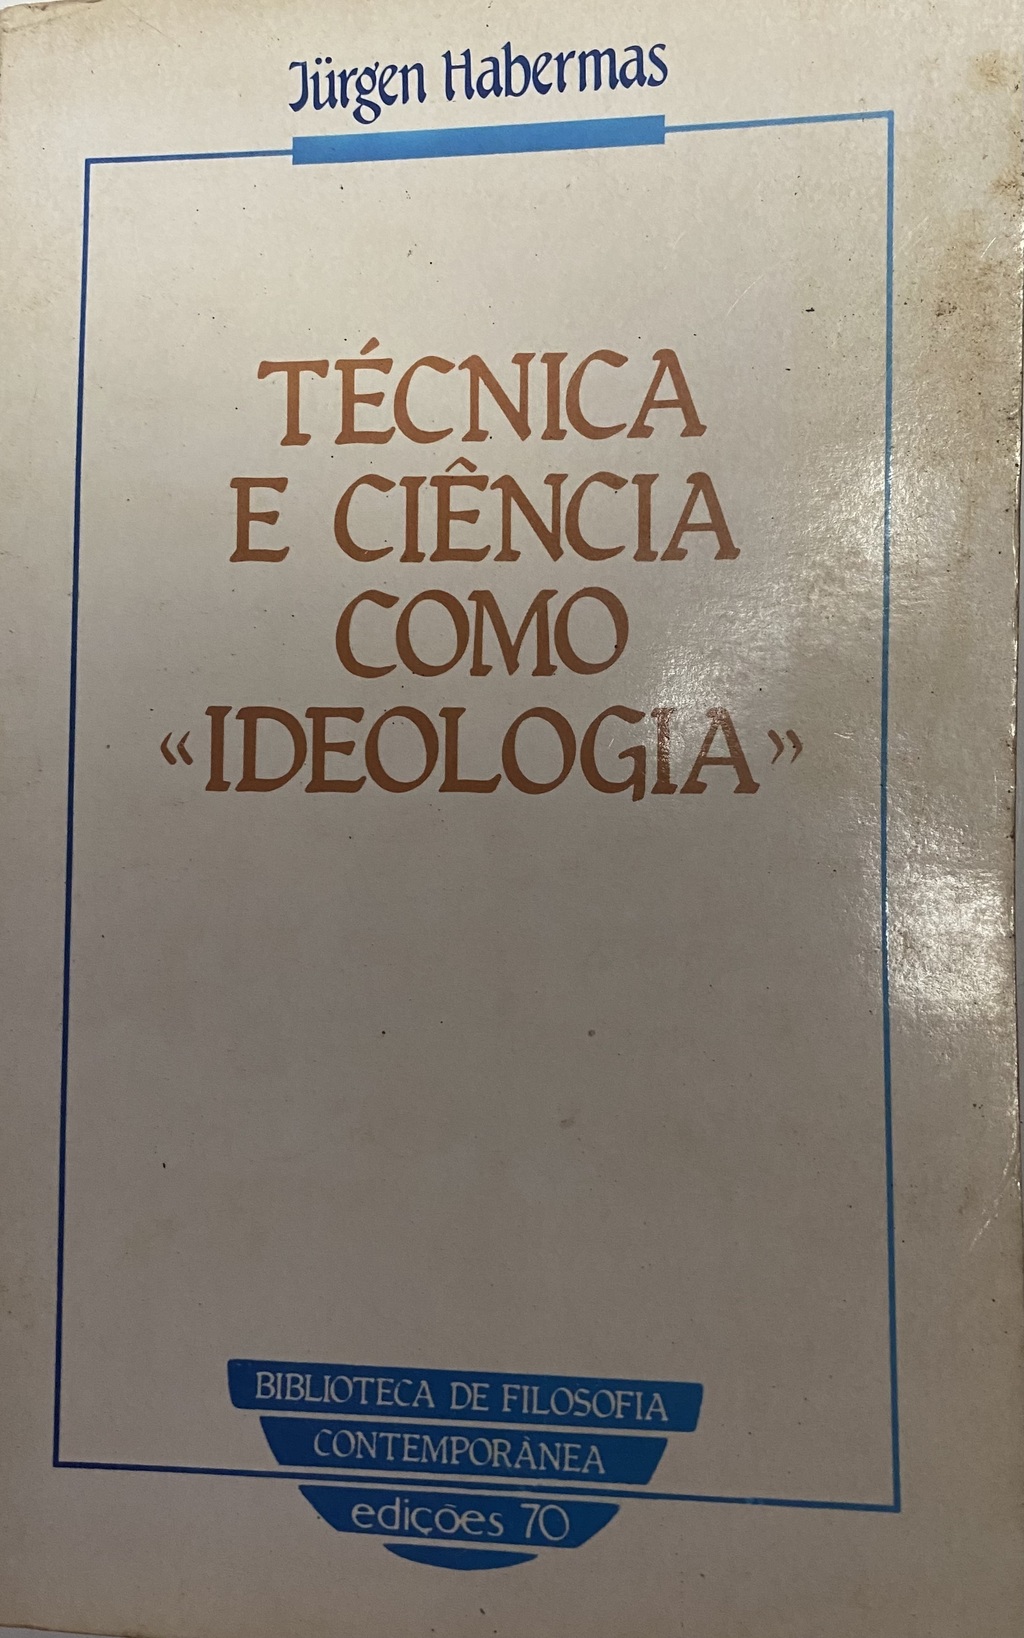 Jürgen Habermas
TÉCNICA
E CIÊNCIA
COMO
«IDEOLOGIA»
BIBLIOTECA DE FILOSOFIA
CONTEMPORÂNEA
edições 70